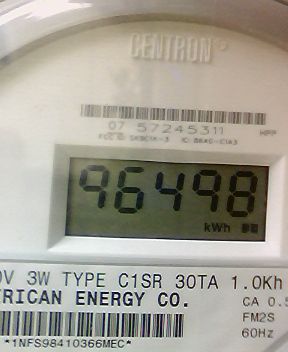 CENTRON®
07 57245311 HPP
96498
kWh
0V 3W TYPE C1SR 30TA 1.0Kh
RICAN ENERGY CO.
CA 0.5
FM2S
60Hz
*1NFS98410366MEC*